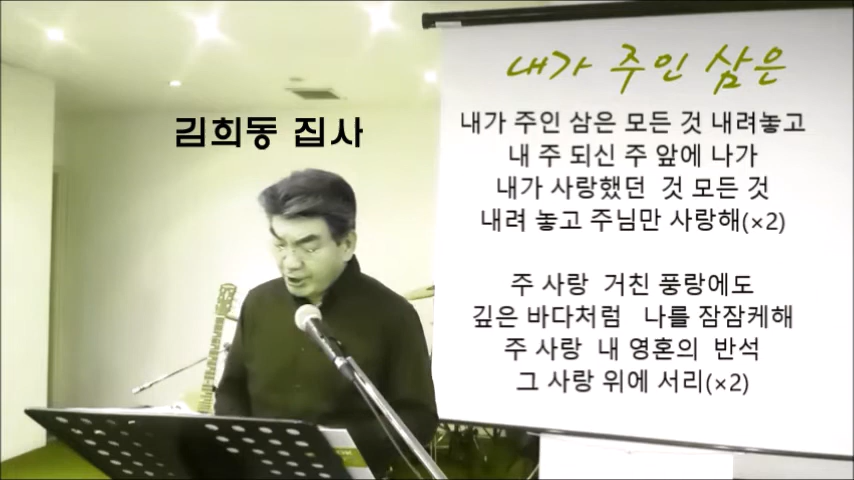 김희동 집사
내가 주인 삼은
내가 주인 삼은 모든 것 내려놓고
내 주 되신 주 앞에 나가
내가 사랑했던 것 모든 것
내려 놓고 주님만 사랑해(×2)
주 사랑 거친 풍랑에도
깊은 바다처럼 나를 잠잠케해
주 사랑 내 영혼의 반석
그 사랑 위에 서리(×2)